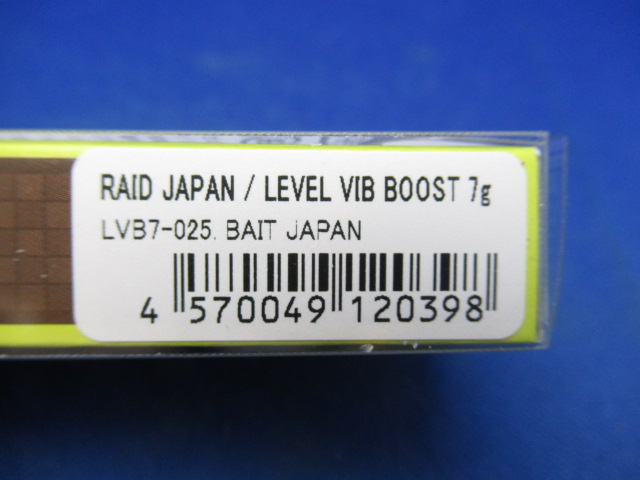 RAID JAPAN / LEVEL VIB BOOST 7g
LVB7-025. BAIT JAPAN
4 570049 120398